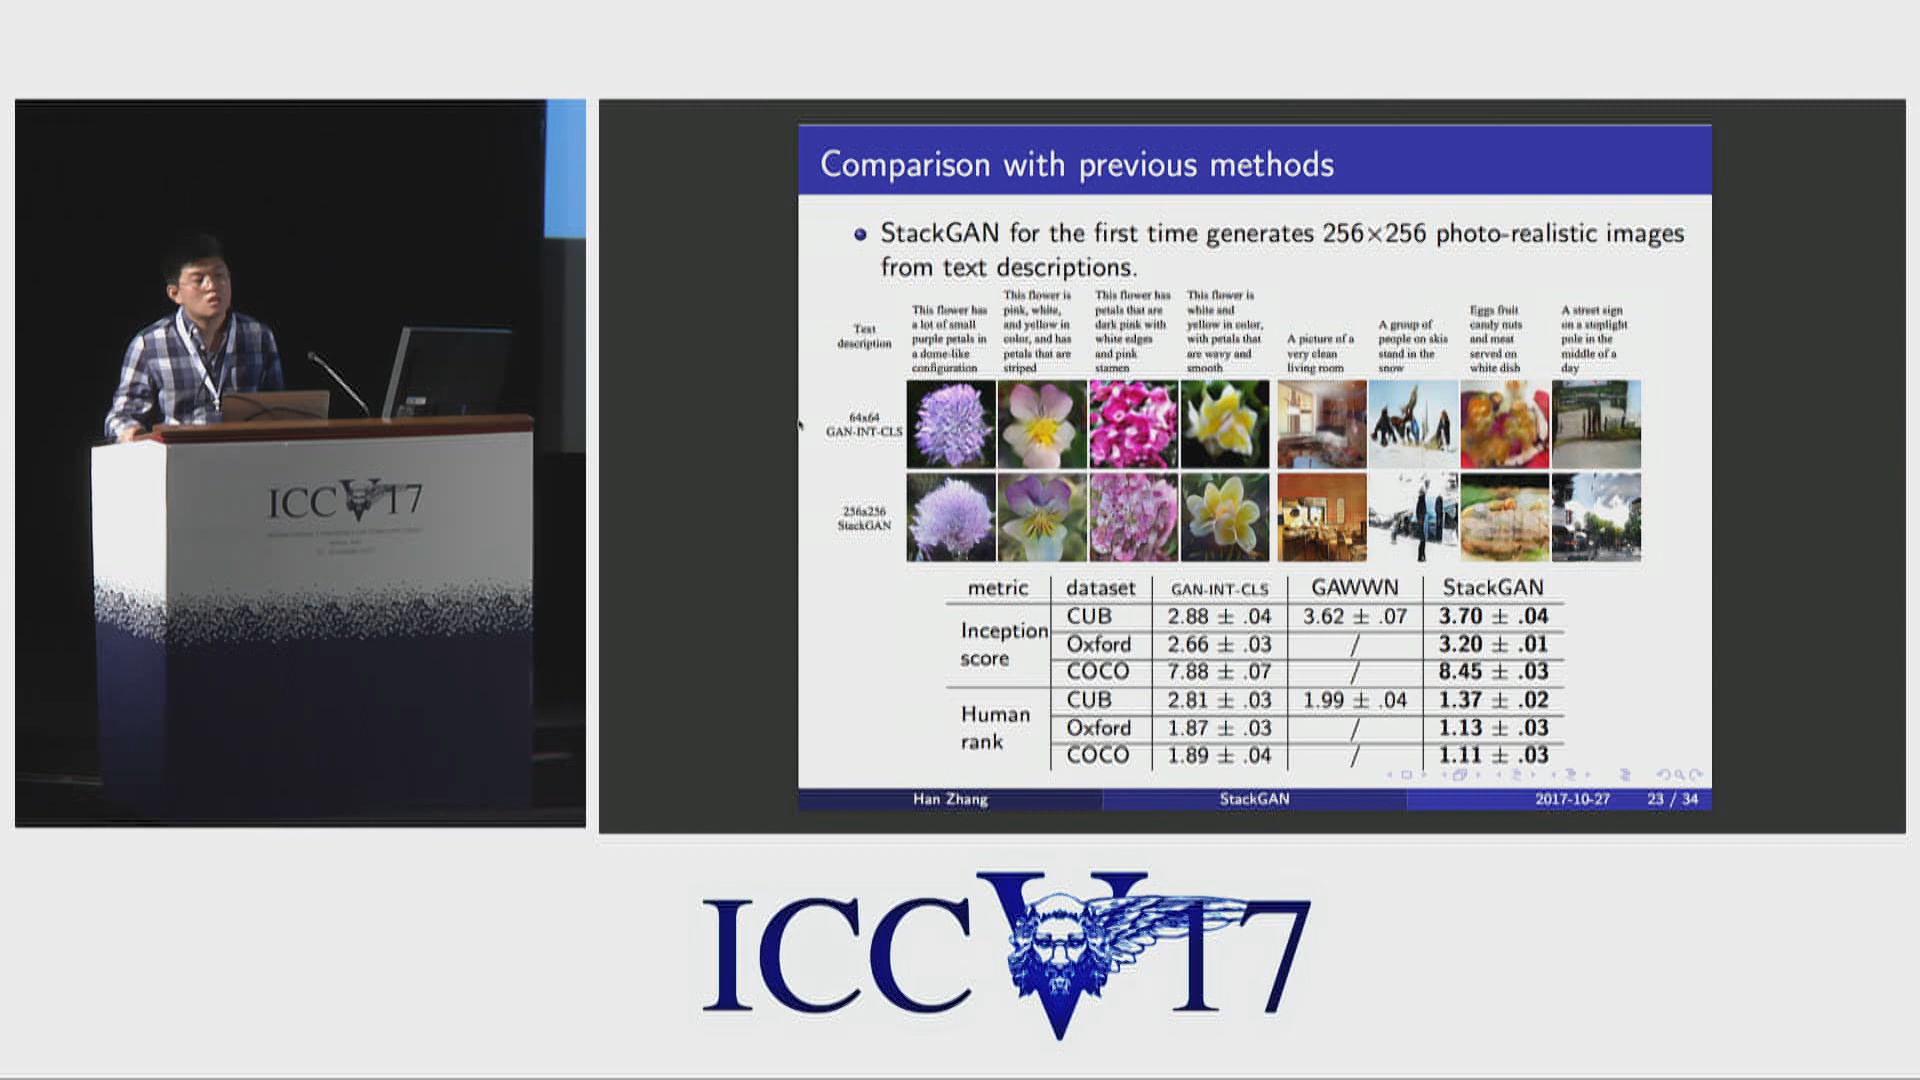 Comparison with previous methods
StackGAN for the first time generates 256×256 photo-realistic images
from text descriptions.
Text
description
This flower has
a lot of small
purple petals in
a dome-like
configuration
This flower is
pink, white,
and yellow in
color, and has
petals that are
striped
This flower has
petals that are
dark pink with
white edges
and pink
stamen
This flower is
white and
yellow in color,
with petals that
are wavy and
smooth
A picture of a
very clean
living room
A group of
people on skis
stand in the
snow
Eggs fruit
candy nuts
and meat
served on
white dish
A street sign
on a stoplight
pole in the
middle of a
day
64x64
GAN-INT-CLS
256x256
StackGAN
metric dataset GAN-INT-CLS GAWWN StackGAN
Inception score
CUB 2.88 ± .04 3.62 ± .07 3.70 ± .04
Oxford 2.66 ± .03 / 3.20 ± .01
COCO 7.88 ± .07 / 8.45 ± .03
Human rank
CUB 2.81 ± .03 1.99 ± .04 1.37 ± .02
Oxford 1.87 ± .03 / 1.13 ± .03
COCO 1.89 ± .04 / 1.11 ± .03
Han Zhang StackGAN 2017-10-27 23 / 34
ICCV17
ICCV17